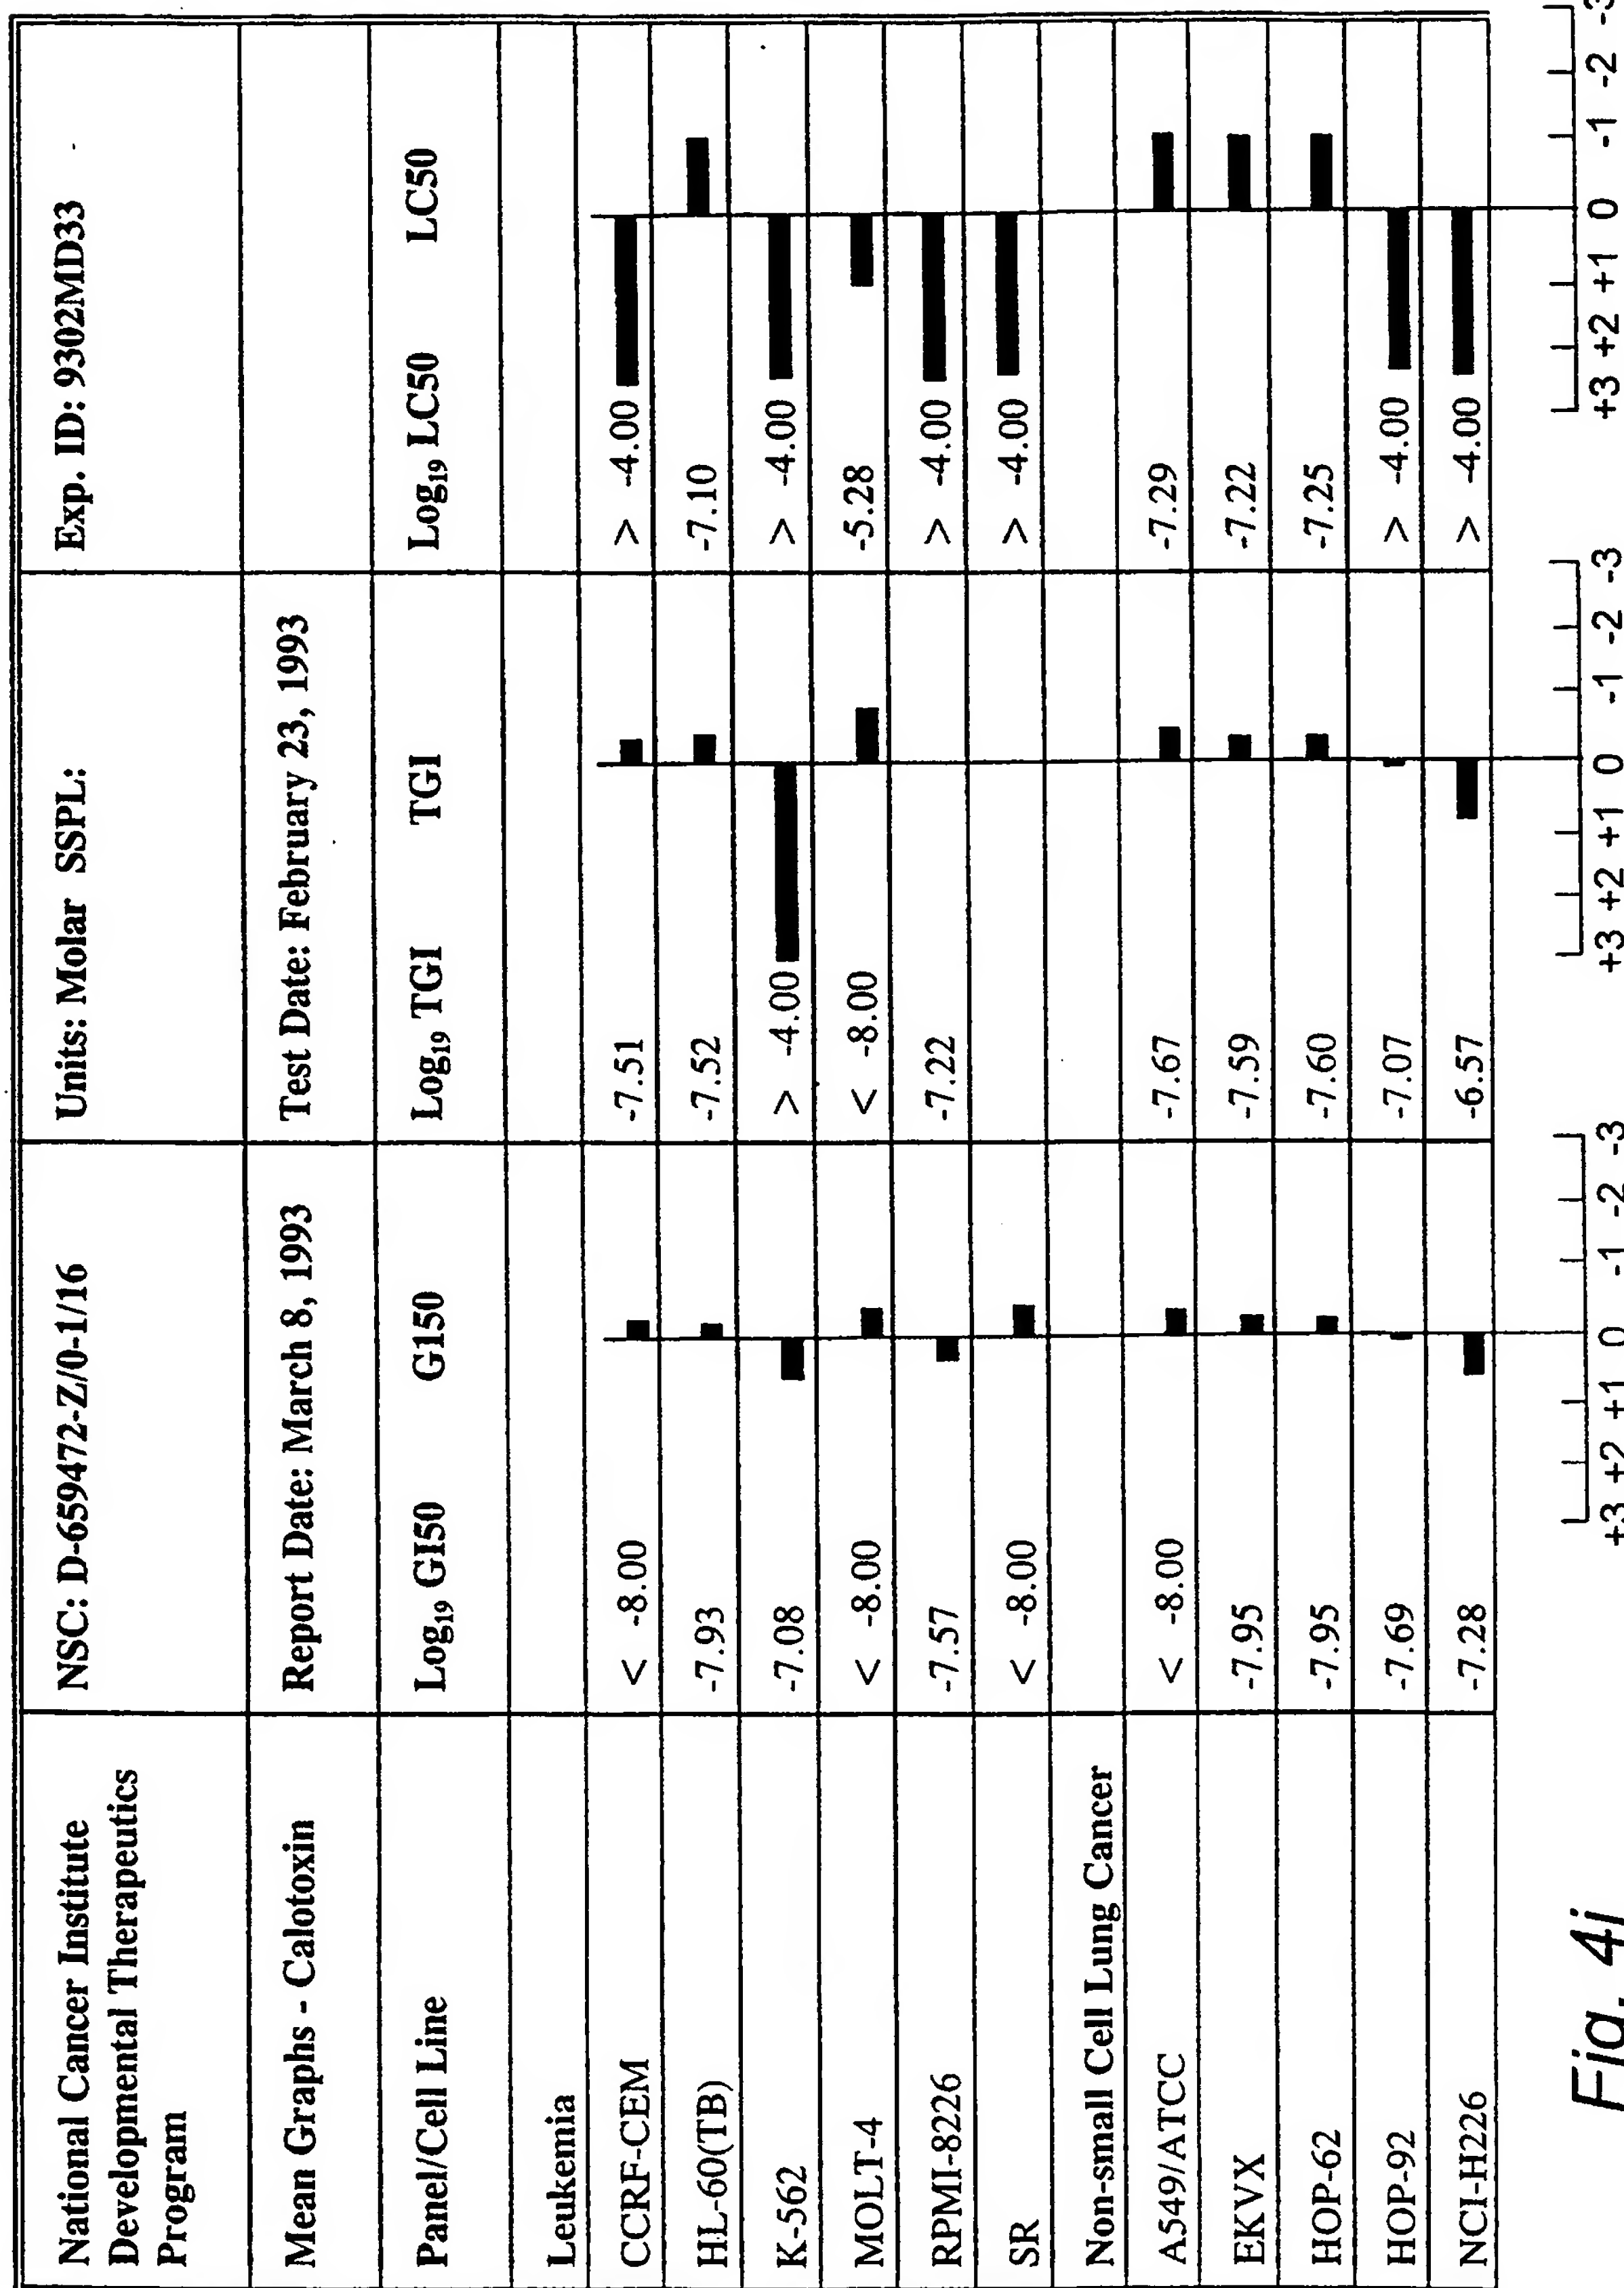 National Cancer Institute
Developmental Therapeutics
Program
NSC: D-659472-Z/0-1/16
Units: Molar SSPL:
Exp. ID: 9302MD33
Mean Graphs - Calotoxin
Report Date: March 8, 1993
Test Date: February 23, 1993
Panel/Cell Line
Log19 GI50 G150
Log19 TGI TGI
Log19 LC50 LC50
Leukemia
CCRF-CEM < -8.00 -7.51 > -4.00
HL-60(TB) -7.93 -7.52 -7.10
K-562 -7.08 > -4.00 > -4.00
MOLT-4 < -8.00 < -8.00 -5.28
RPMI-8226 -7.57 -7.22 > -4.00
SR < -8.00 > -4.00
Non-small Cell Lung Cancer
A549/ATCC < -8.00 -7.67 -7.29
EKVX -7.95 -7.59 -7.22
HOP-62 -7.95 -7.60 -7.25
HOP-92 -7.69 -7.07 > -4.00
NCI-H226 -7.28 -6.57 > -4.00
+3 +2 +1 0 -1 -2 -3
+3 +2 +1 0 -1 -2 -3
+3 +2 +1 0 -1 -2 -3
Fig. 4i